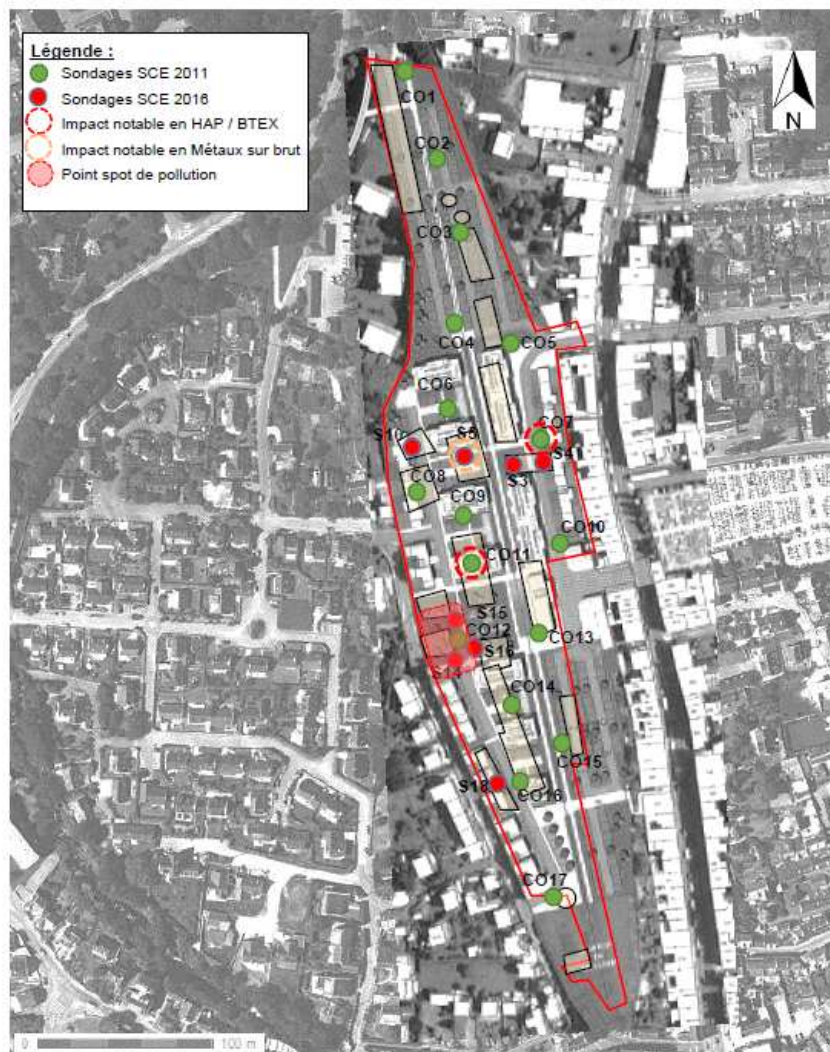 Légende :
Sondages SCE 2011
Sondages SCE 2016
Impact notable en HAP / BTEX
Impact notable en Métaux sur brut
Point spot de pollution
N
CO1
CO2
CO3
CO4
CO5
CO6
CO7
S10
S5
S4
S3
CO8
CO9
CO10
CO11
S15
CO12
CO13
S16
S14
CO14
CO15
S18
CO16
CO17
0 100 m